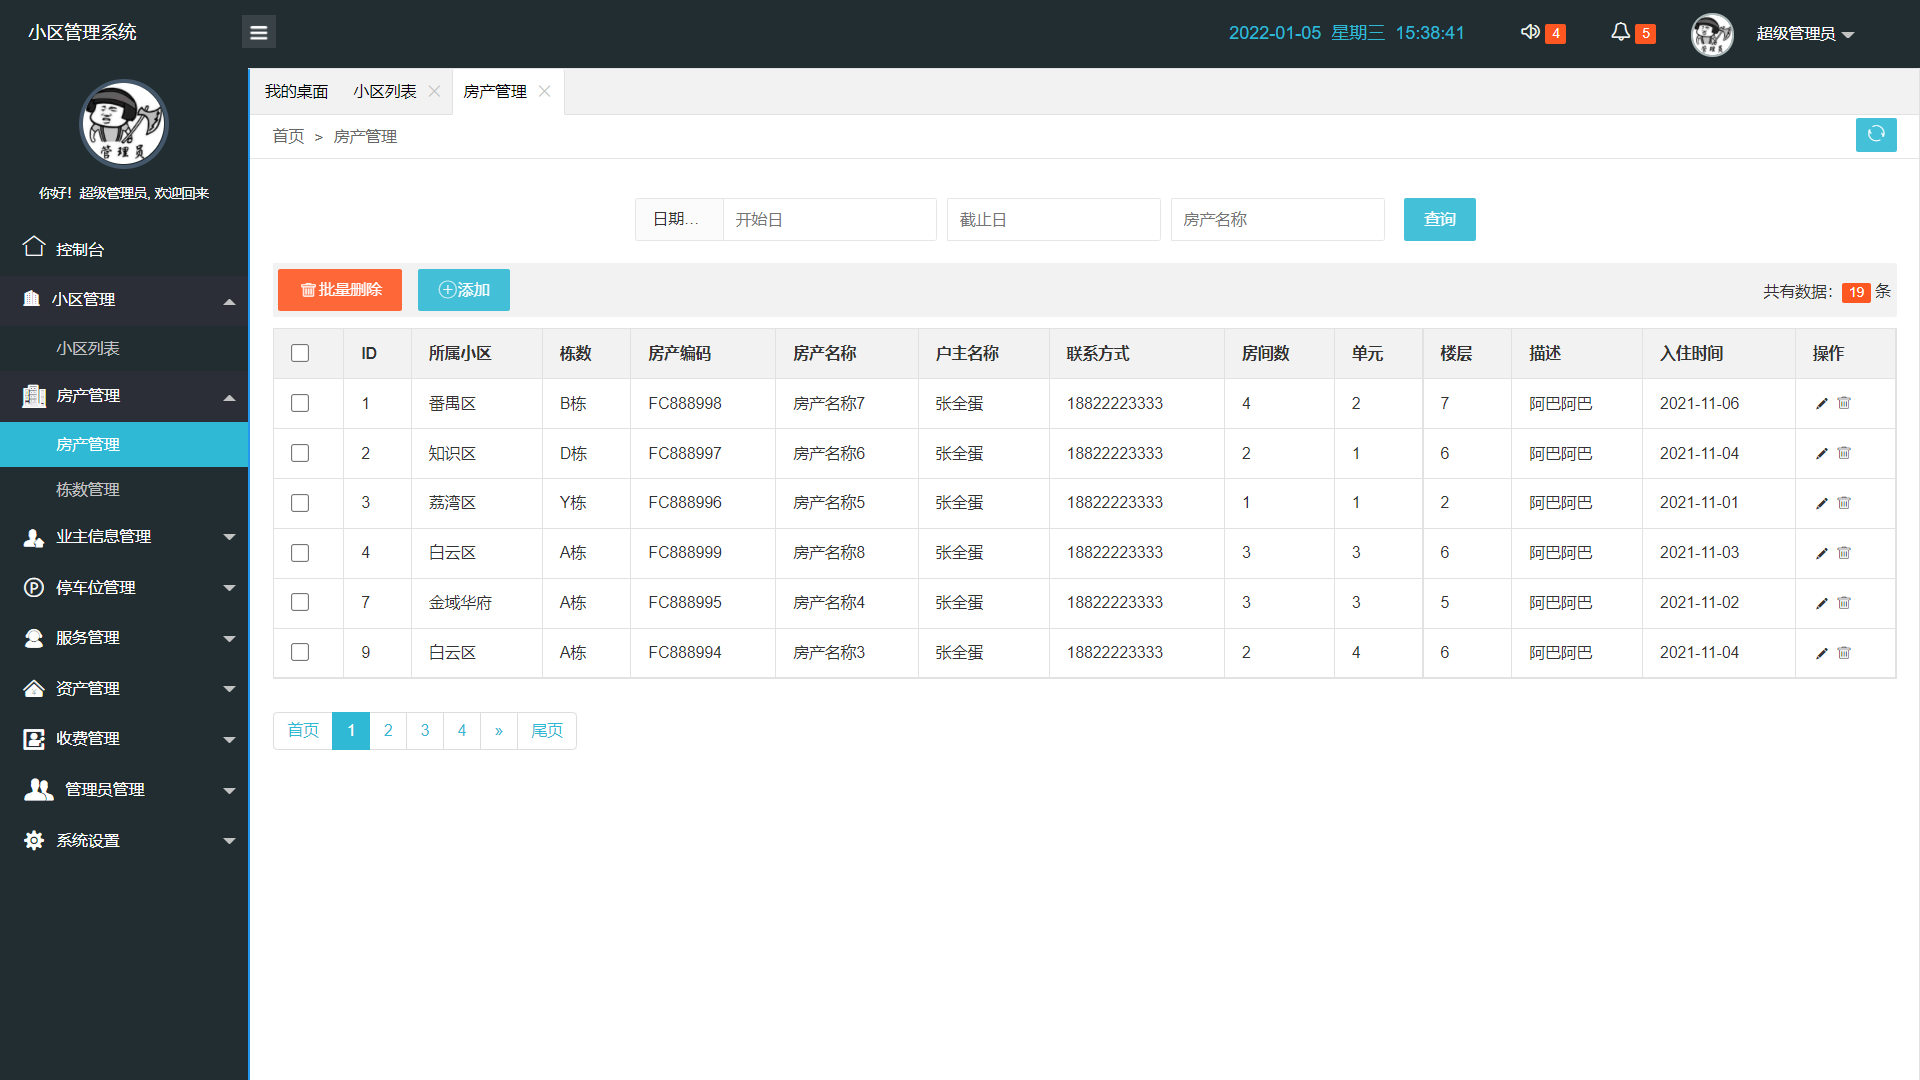 小区管理系统
2022-01-05 星期三 15:38:41
4
5
超级管理员
管理员
你好！超级管理员, 欢迎回来
控制台
小区管理
小区列表
房产管理
房产管理
栋数管理
业主信息管理
停车位管理
服务管理
资产管理
收费管理
管理员管理
系统设置
我的桌面 小区列表 房产管理
首页 > 房产管理
日期... 开始日 截止日 房产名称 查询
批量删除 添加
共有数据： 19 条
ID 所属小区 栋数 房产编码 房产名称 户主名称 联系方式 房间数 单元 楼层 描述 入住时间 操作
1 番禺区 B栋 FC888998 房产名称7 张全蛋 18822223333 4 2 7 阿巴阿巴 2021-11-06
2 知识区 D栋 FC888997 房产名称6 张全蛋 18822223333 2 1 6 阿巴阿巴 2021-11-04
3 荔湾区 Y栋 FC888996 房产名称5 张全蛋 18822223333 1 1 2 阿巴阿巴 2021-11-01
4 白云区 A栋 FC888999 房产名称8 张全蛋 18822223333 3 3 6 阿巴阿巴 2021-11-03
7 金域华府 A栋 FC888995 房产名称4 张全蛋 18822223333 3 3 5 阿巴阿巴 2021-11-02
9 白云区 A栋 FC888994 房产名称3 张全蛋 18822223333 2 4 6 阿巴阿巴 2021-11-04
首页 1 2 3 4 » 尾页